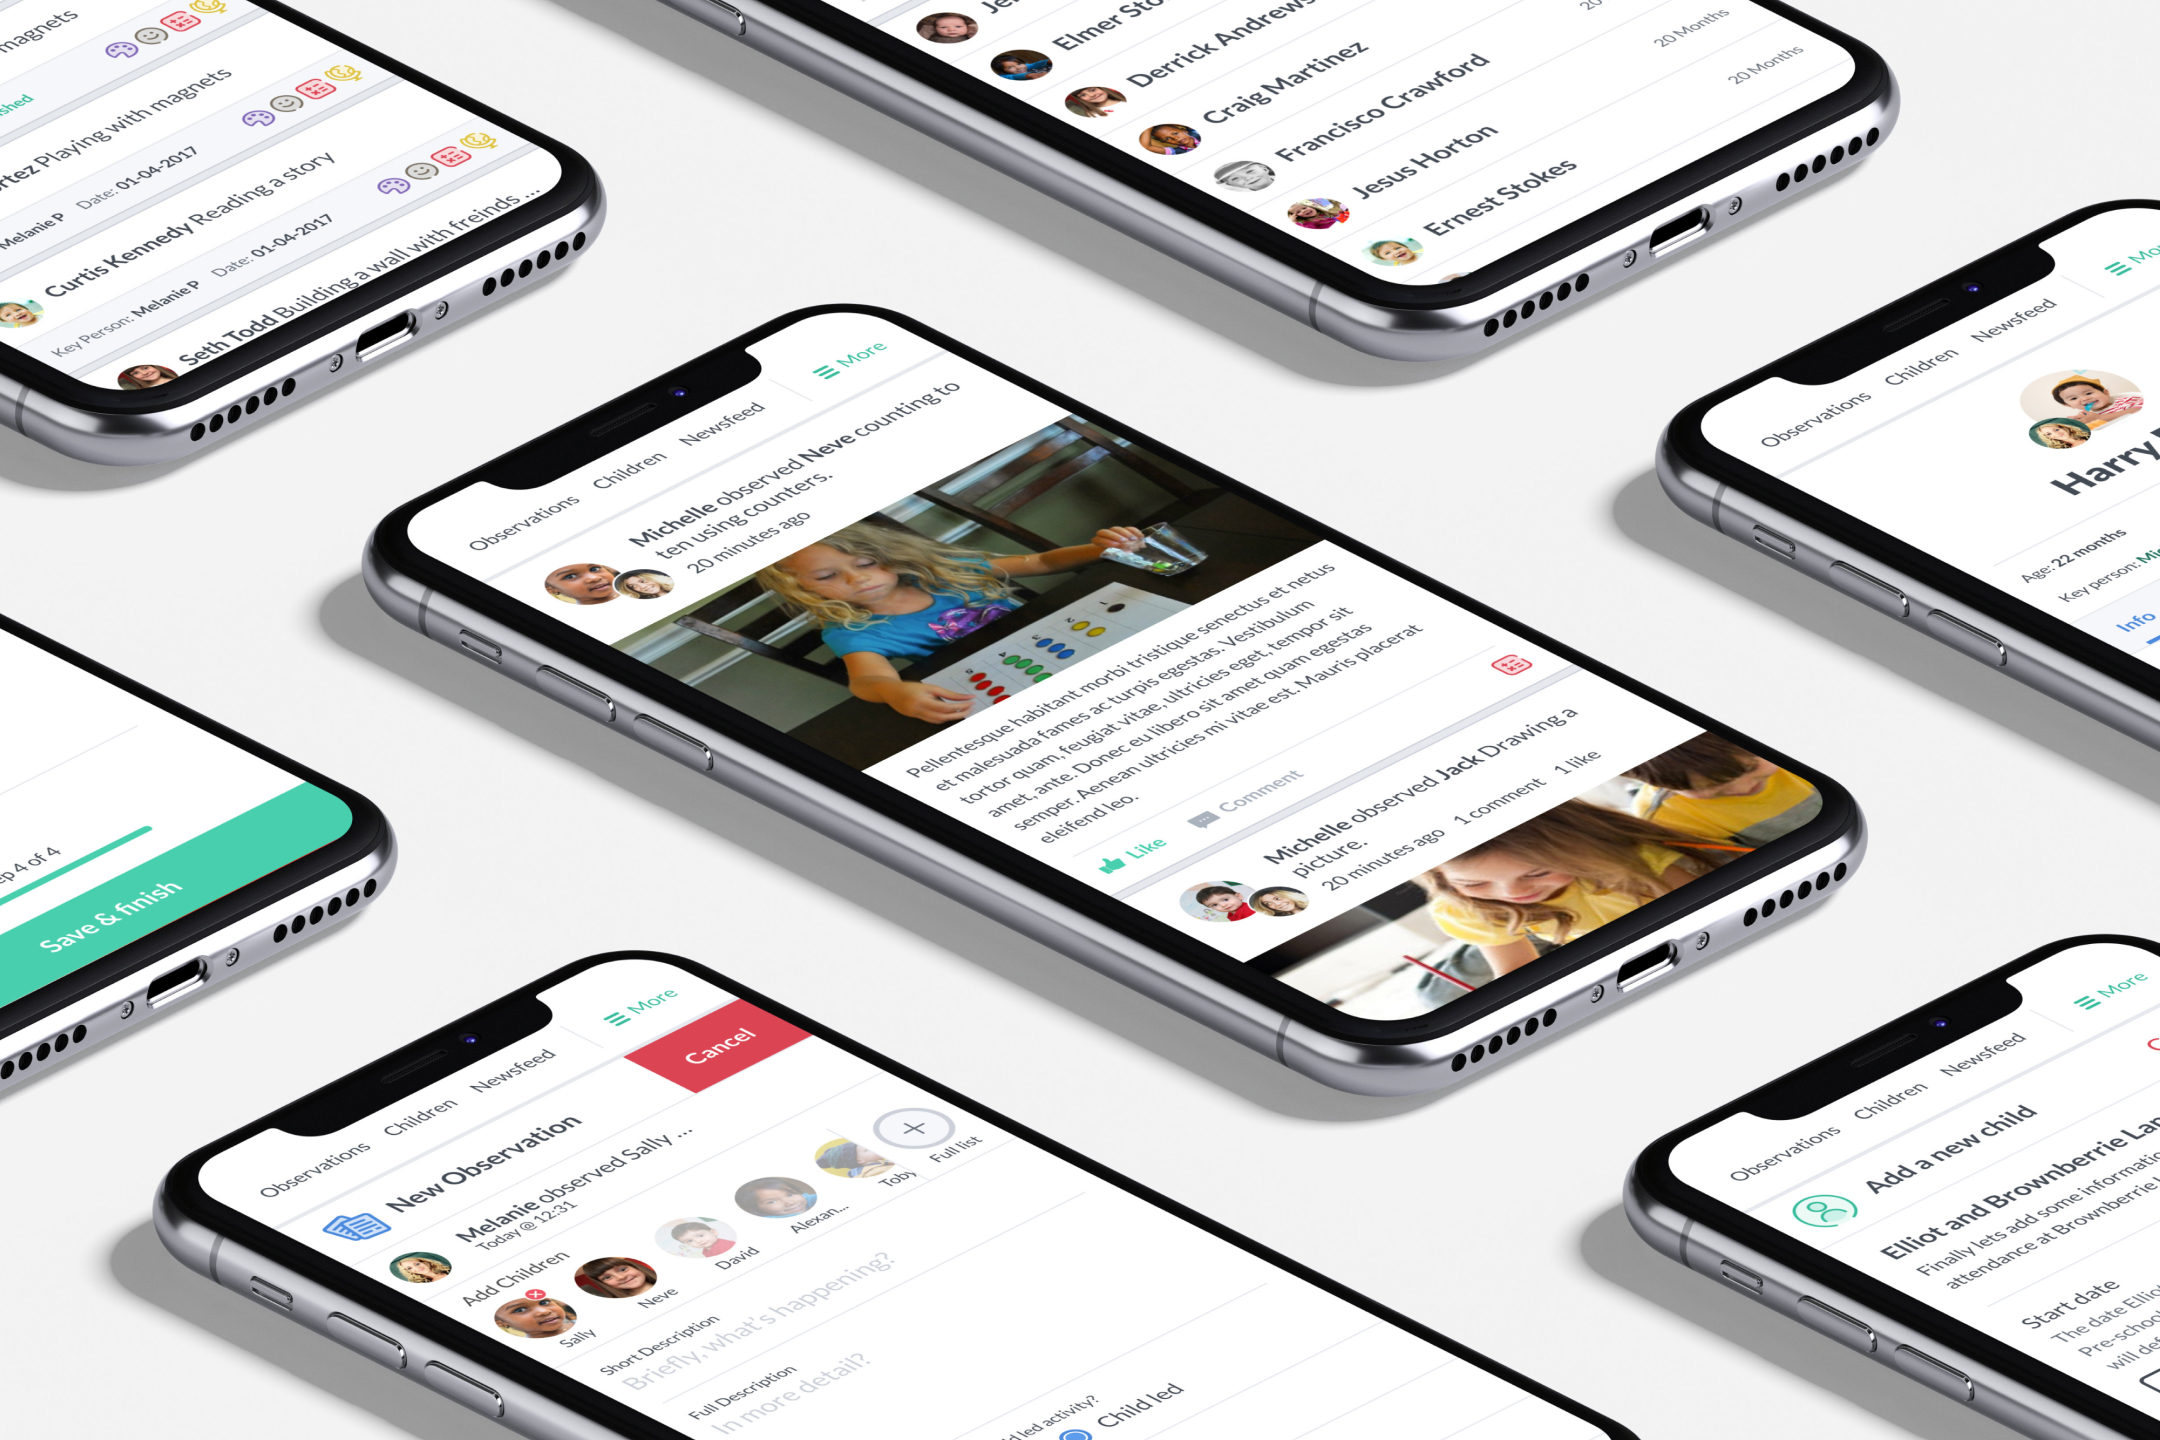 magnets
shed
rtez Playing with magnets
Melanie P Date: 01-04-2017
Curtis Kennedy Reading a story
Key Person: Melanie P Date: 01-04-2017
Seth Todd Building a wall with freinds ...
Elmer Sto
Derrick Andrews
20
Craig Martinez
20 Months
Francisco Crawford
20 Months
Jesus Horton
Ernest Stokes
Observations Children Newsfeed More
Michelle observed Neve counting to
ten using counters.
20 minutes ago
1
2
3
4
5
Pellentesque habitant morbi tristique senectus et netus
et malesuada fames ac turpis egestas. Vestibulum
tortor quam, feugiat vitae, ultricies eget, tempor sit
amet, ante. Donec eu libero sit amet quam egestas
semper. Aenean ultricies mi vitae est. Mauris placerat
eleifend leo.
Like Comment
Michelle observed Jack Drawing a
picture.
20 minutes ago 1 comment 1 like
Observations Children Newsfeed Mo
Harry
Age: 22 months
Key person: Mi
Info
ep 4 of 4
Save & finish
Observations Children Newsfeed More
New Observation
Cancel
Melanie observed Sally ...
Today @ 12:31
Add Children
Sally
Neve
David
Alexan...
Toby
Full list
Short Description
Briefly, what's happening?
Full Description
In more detail?
d led activity?
Child led
Observations Children Newsfeed More
Add a new child
C
Elliot and Brownberrie Lan
Finally lets add some informatio
attendance at Brownberrie L
Start date
The date Ellio
Pre-schoo
will def